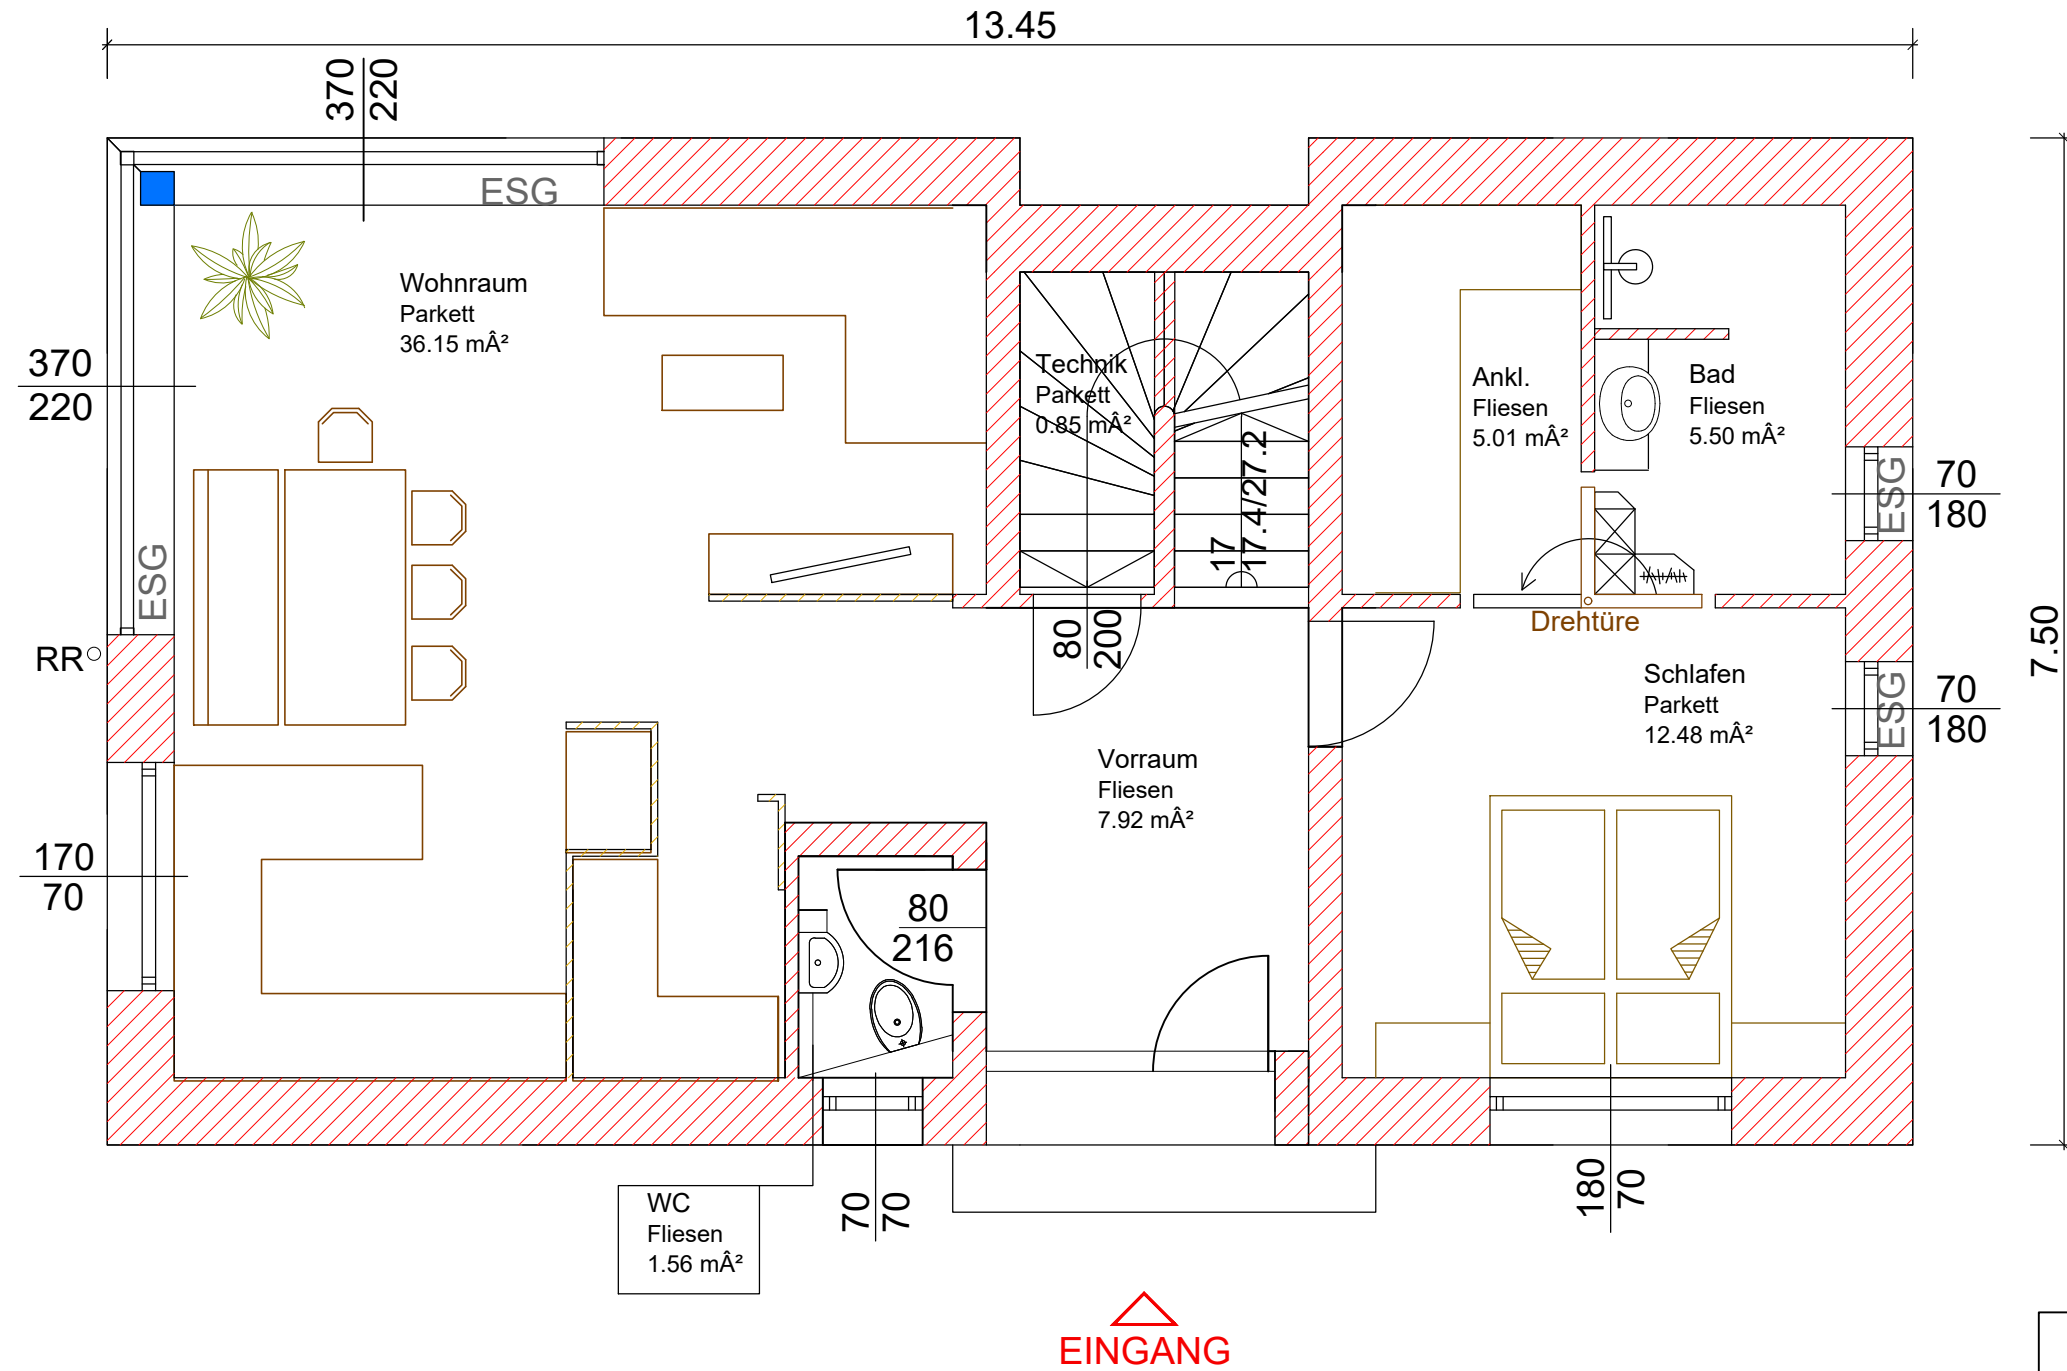 13.45
370
220
ESG
Wohnraum
Parkett
36.15 mÂ²
370
220
Technik
Parkett
0.85 mÂ²
Ankl.
Fliesen
5.01 mÂ²
Bad
Fliesen
5.50 mÂ²
17
17.4/27.2
ESG
70
180
ESG
RR
80
200
Drehtüre
7.50
Schlafen
Parkett
12.48 mÂ²
ESG
70
180
Vorraum
Fliesen
7.92 mÂ²
170
70
80
216
WC
Fliesen
1.56 mÂ²
70
70
180
70
EINGANG